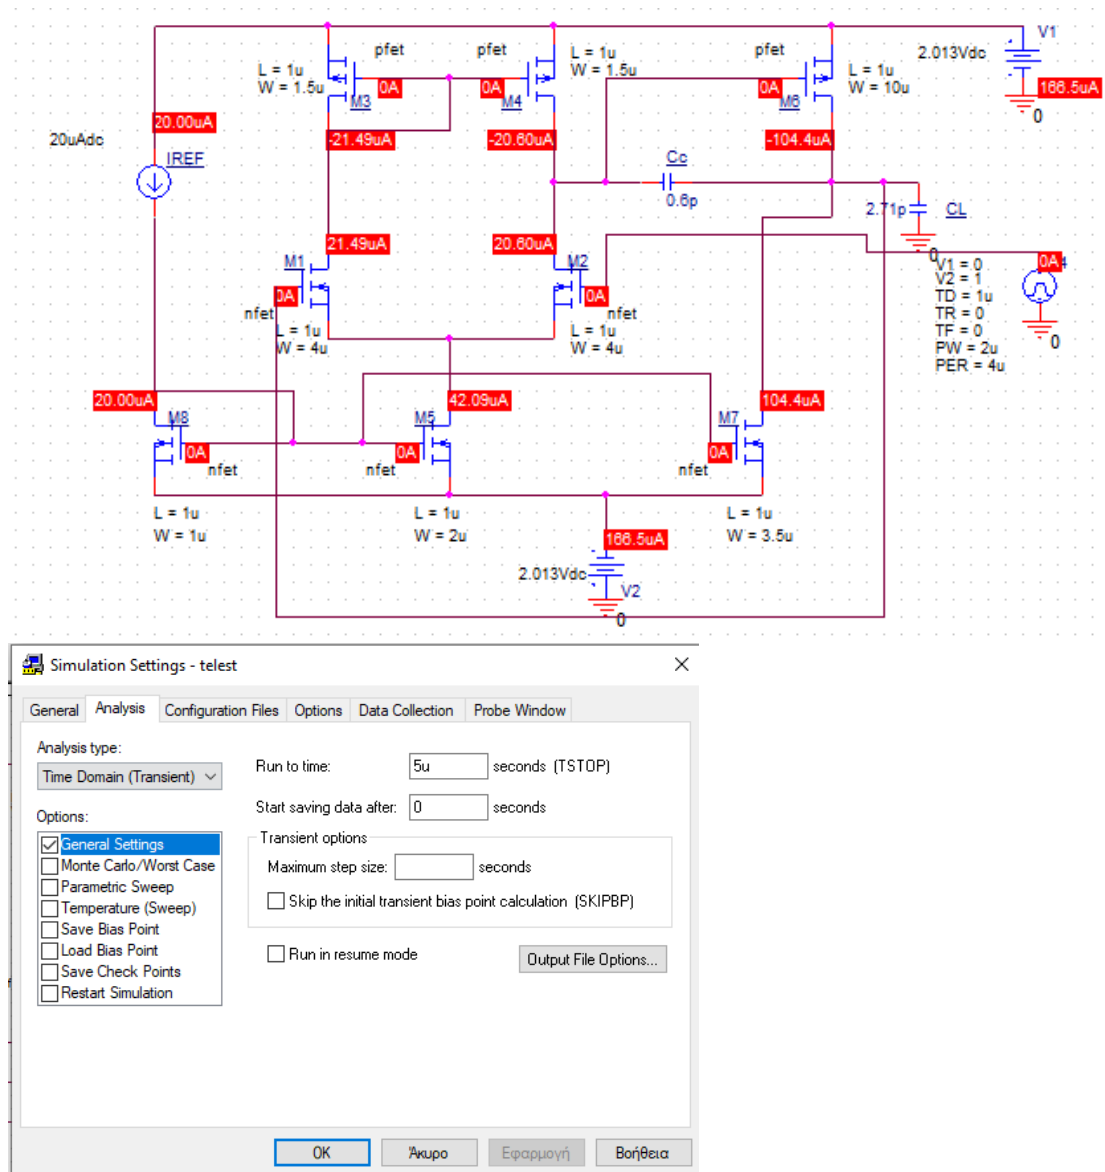 V1
pfet
pfet
L = 1u
pfet
2.013Vdc
L = 1u
W = 1.5u
L = 1u
W = 1.5u
W = 10u
0A
0A
0A
166.5uA
M3
M4
M6
0
20.00uA
20uAdc
-21.49uA
-20.60uA
-104.4uA
IREF
Cc
0.6p
2.71p
CL
21.49uA
20.60uA
0
M1
M2
0A
V1 = 0
V2 = 1
TD = 1u
TR = 0
TF = 0
PW = 2u
PER = 4u
0
0A
0A
nfet
nfet
L = 1u
W = 4u
L = 1u
W = 4u
20.00uA
42.09uA
104.4uA
M8
M5
M7
0A
0A
0A
nfet
nfet
nfet
L = 1u
W = 1u
L = 1u
W = 2u
L = 1u
W = 3.5u
166.5uA
2.013Vdc
V2
0
Simulation Settings - telest
General Analysis Configuration Files Options Data Collection Probe Window
Analysis type:
Time Domain (Transient)
Run to time: 5u seconds (TSTOP)
Start saving data after: 0 seconds
Options:
General Settings
Monte Carlo/Worst Case
Parametric Sweep
Temperature (Sweep)
Save Bias Point
Load Bias Point
Save Check Points
Restart Simulation
Transient options
Maximum step size: seconds
Skip the initial transient bias point calculation (SKIPBP)
Run in resume mode
Output File Options...
OK Άκυρο Εφαρμογή Βοήθεια